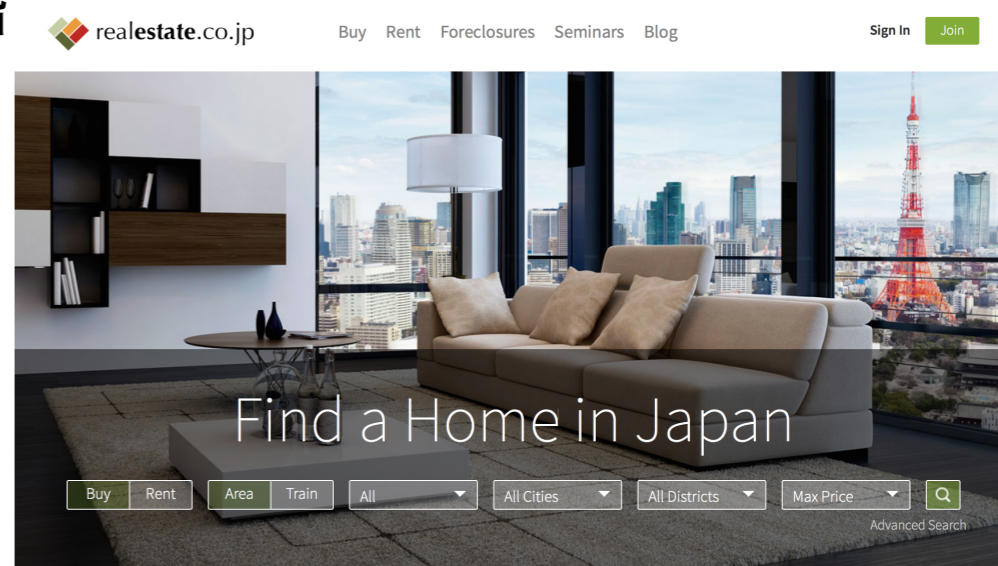 realestate.co.jp Buy Rent Foreclosures Seminars Blog Sign In Join
Find a Home in Japan
Buy Rent Area Train All All Cities All Districts Max Price
Advanced Search